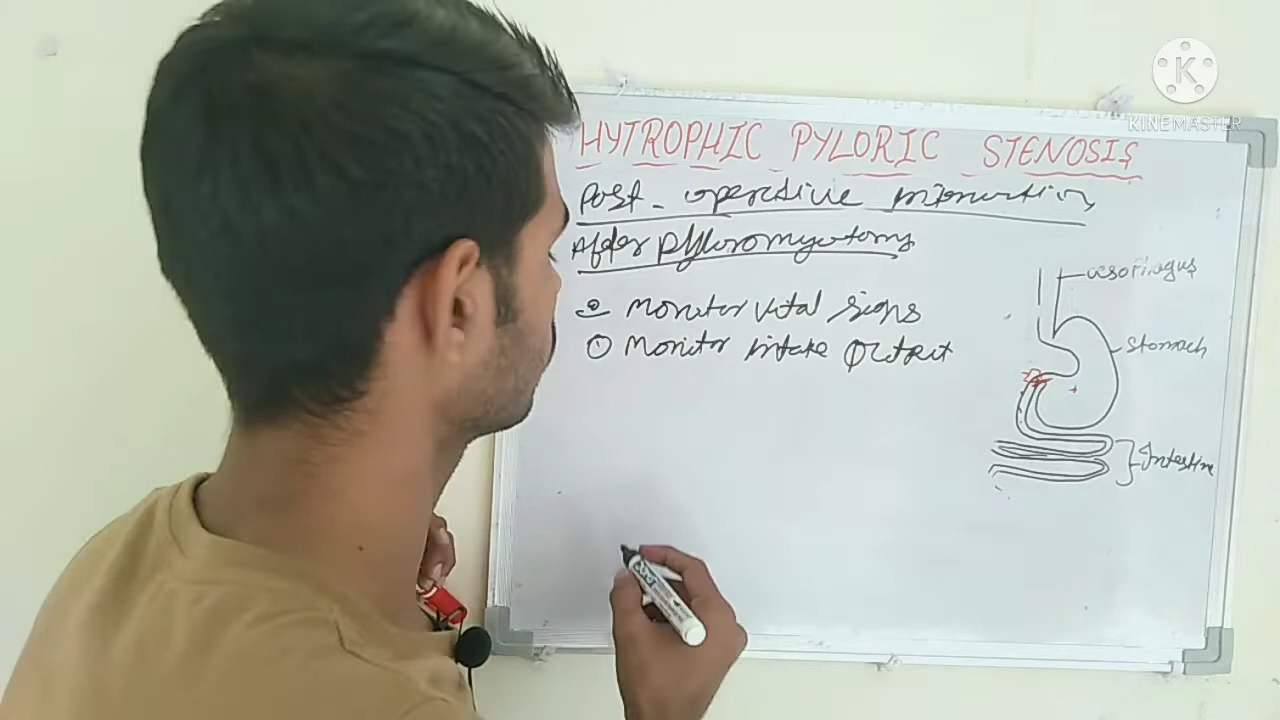 K
KINEMASTER
HYTROPHIC PYLORIC STENOSIS
Post-operative intervention
After pyloromyotomy
Monitor vital signs
Monitor intake output
oesophagus
Stomach
Intestine